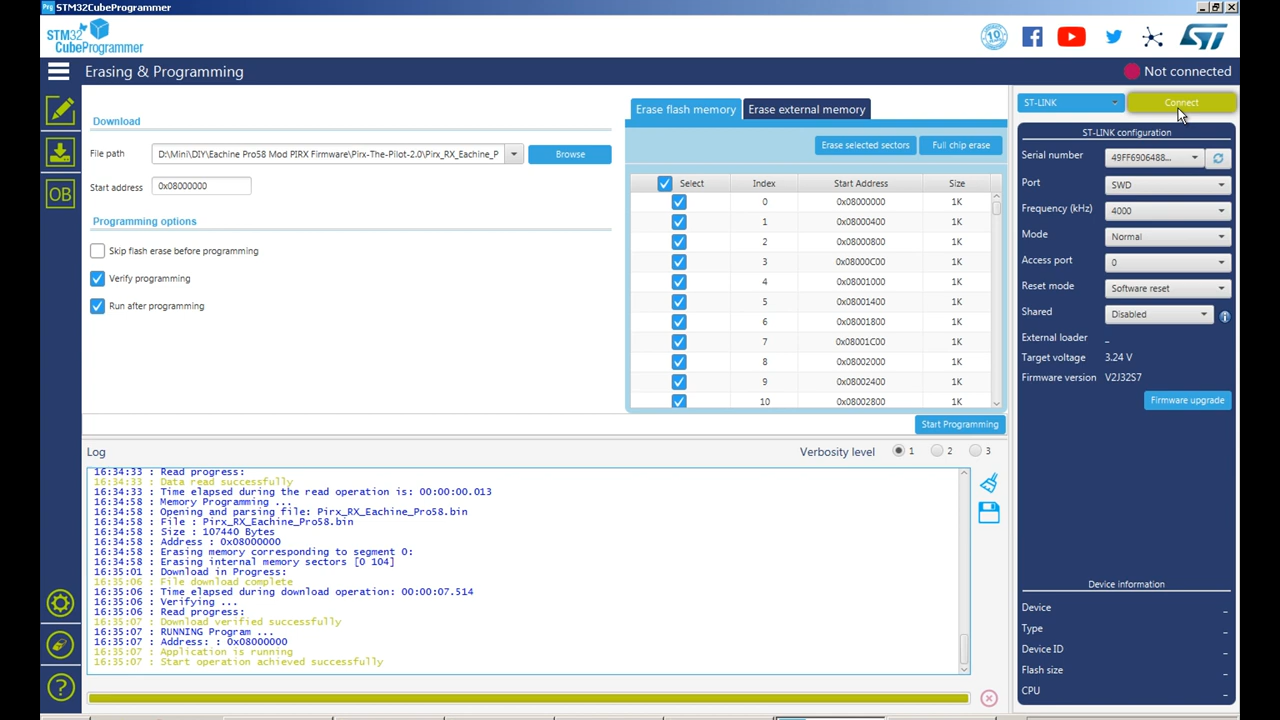 Prg STM32CubeProgrammer
STM32
CubeProgrammer
10
ST
Erasing & Programming
Not connected
Download
File path D:\Mini\DIY\Eachine Pro58 Mod PIRX Firmware\Pirx-The-Pilot-2.0\Pirx_RX_Eachine_P Browse
Start address 0x08000000
Programming options
Skip flash erase before programming
Verify programming
Run after programming
OB
Erase flash memory Erase external memory
Erase selected sectors Full chip erase
Select Index Start Address Size
0 0x08000000 1K
1 0x08000400 1K
2 0x08000800 1K
3 0x08000C00 1K
4 0x08001000 1K
5 0x08001400 1K
6 0x08001800 1K
7 0x08001C00 1K
8 0x08002000 1K
9 0x08002400 1K
10 0x08002800 1K
Start Programming
Log Verbosity level 1 2 3
16:34:33 : Read progress:
16:34:33 : Data read successfully
16:34:33 : Time elapsed during the read operation is: 00:00:00.013
16:34:58 : Memory Programming ...
16:34:58 : Opening and parsing file: Pirx_RX_Eachine_Pro58.bin
16:34:58 : File : Pirx_RX_Eachine_Pro58.bin
16:34:58 : Size : 107440 Bytes
16:34:58 : Address : 0x08000000
16:34:58 : Erasing memory corresponding to segment 0:
16:34:58 : Erasing internal memory sectors [0 104]
16:35:01 : Download in Progress:
16:35:06 : File download complete
16:35:06 : Time elapsed during download operation: 00:00:07.514
16:35:06 : Verifying ...
16:35:06 : Read progress:
16:35:07 : Download verified successfully
16:35:07 : RUNNING Program ...
16:35:07 : Address: : 0x08000000
16:35:07 : Application is running
16:35:07 : Start operation achieved successfully
ST-LINK Connect
ST-LINK configuration
Serial number 49FF6906488...
Port SWD
Frequency (kHz) 4000
Mode Normal
Access port 0
Reset mode Software reset
Shared Disabled
External loader _
Target voltage 3.24 V
Firmware version V2J32S7
Firmware upgrade
Device information
Device _
Type _
Device ID _
Flash size _
CPU _